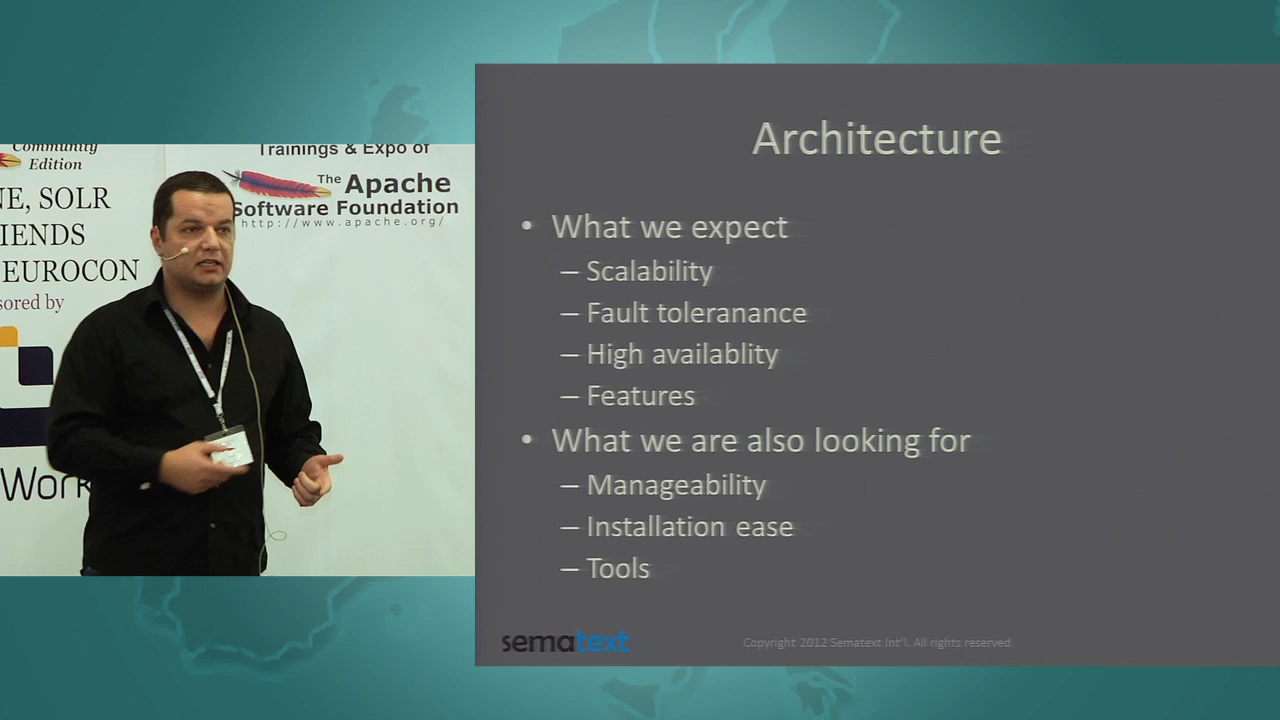 Community
Edition
NE, SOLR
IENDS
EUROCON
sored by
Work
Trainings & Expo of
The Apache
Software Foundation
http://www.apache.org/
Architecture
• What we expect
– Scalability
– Fault toleranance
– High availablity
– Features
• What we are also looking for
– Manageability
– Installation ease
– Tools
sematext
Copyright 2012 Sematext Int'l. All rights reserved